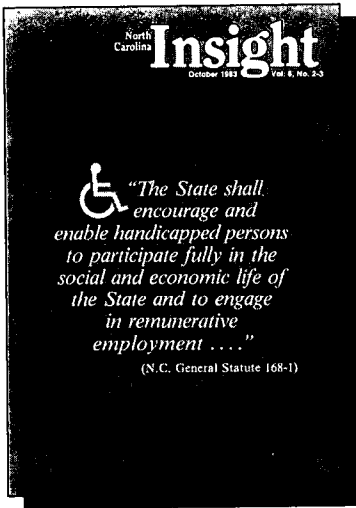 North
Carolina
Insight
October 1983 Vol. 6, No. 2-3
“The State shall
encourage and
enable handicapped persons
to participate fully in the
social and economic life of
the State and to engage
in remunerative
employment . . . .”
(N.C. General Statute 168-1)